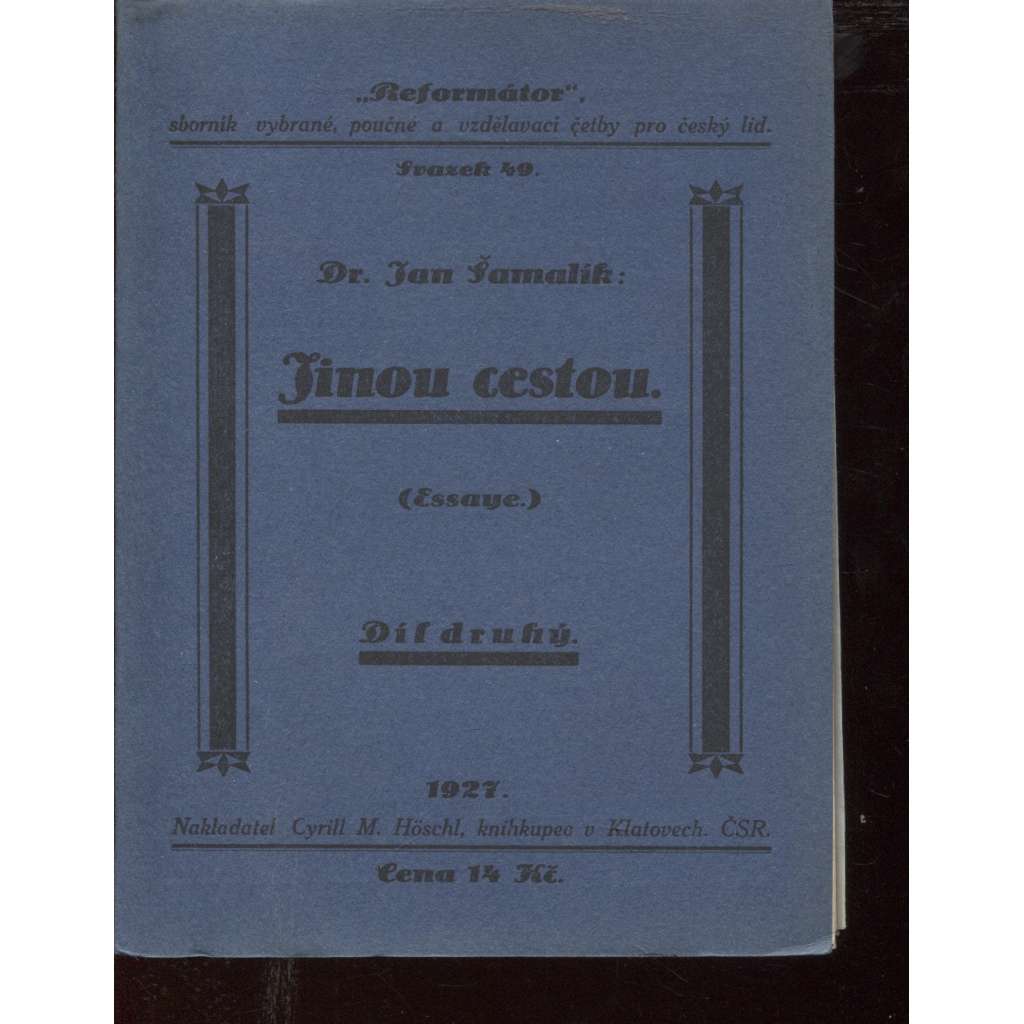 „Reformátor“,
sborník vybrané, poučné a vzdělavací četby pro český lid.
Svazek 49.
Dr. Jan Šamalík:
Jinou cestou.
(Essaye.)
Díl druhý.
1927.
Nakladatel Cyrill M. Höschl, knihkupec v Klatovech. ČSR.
Cena 14 Kč.